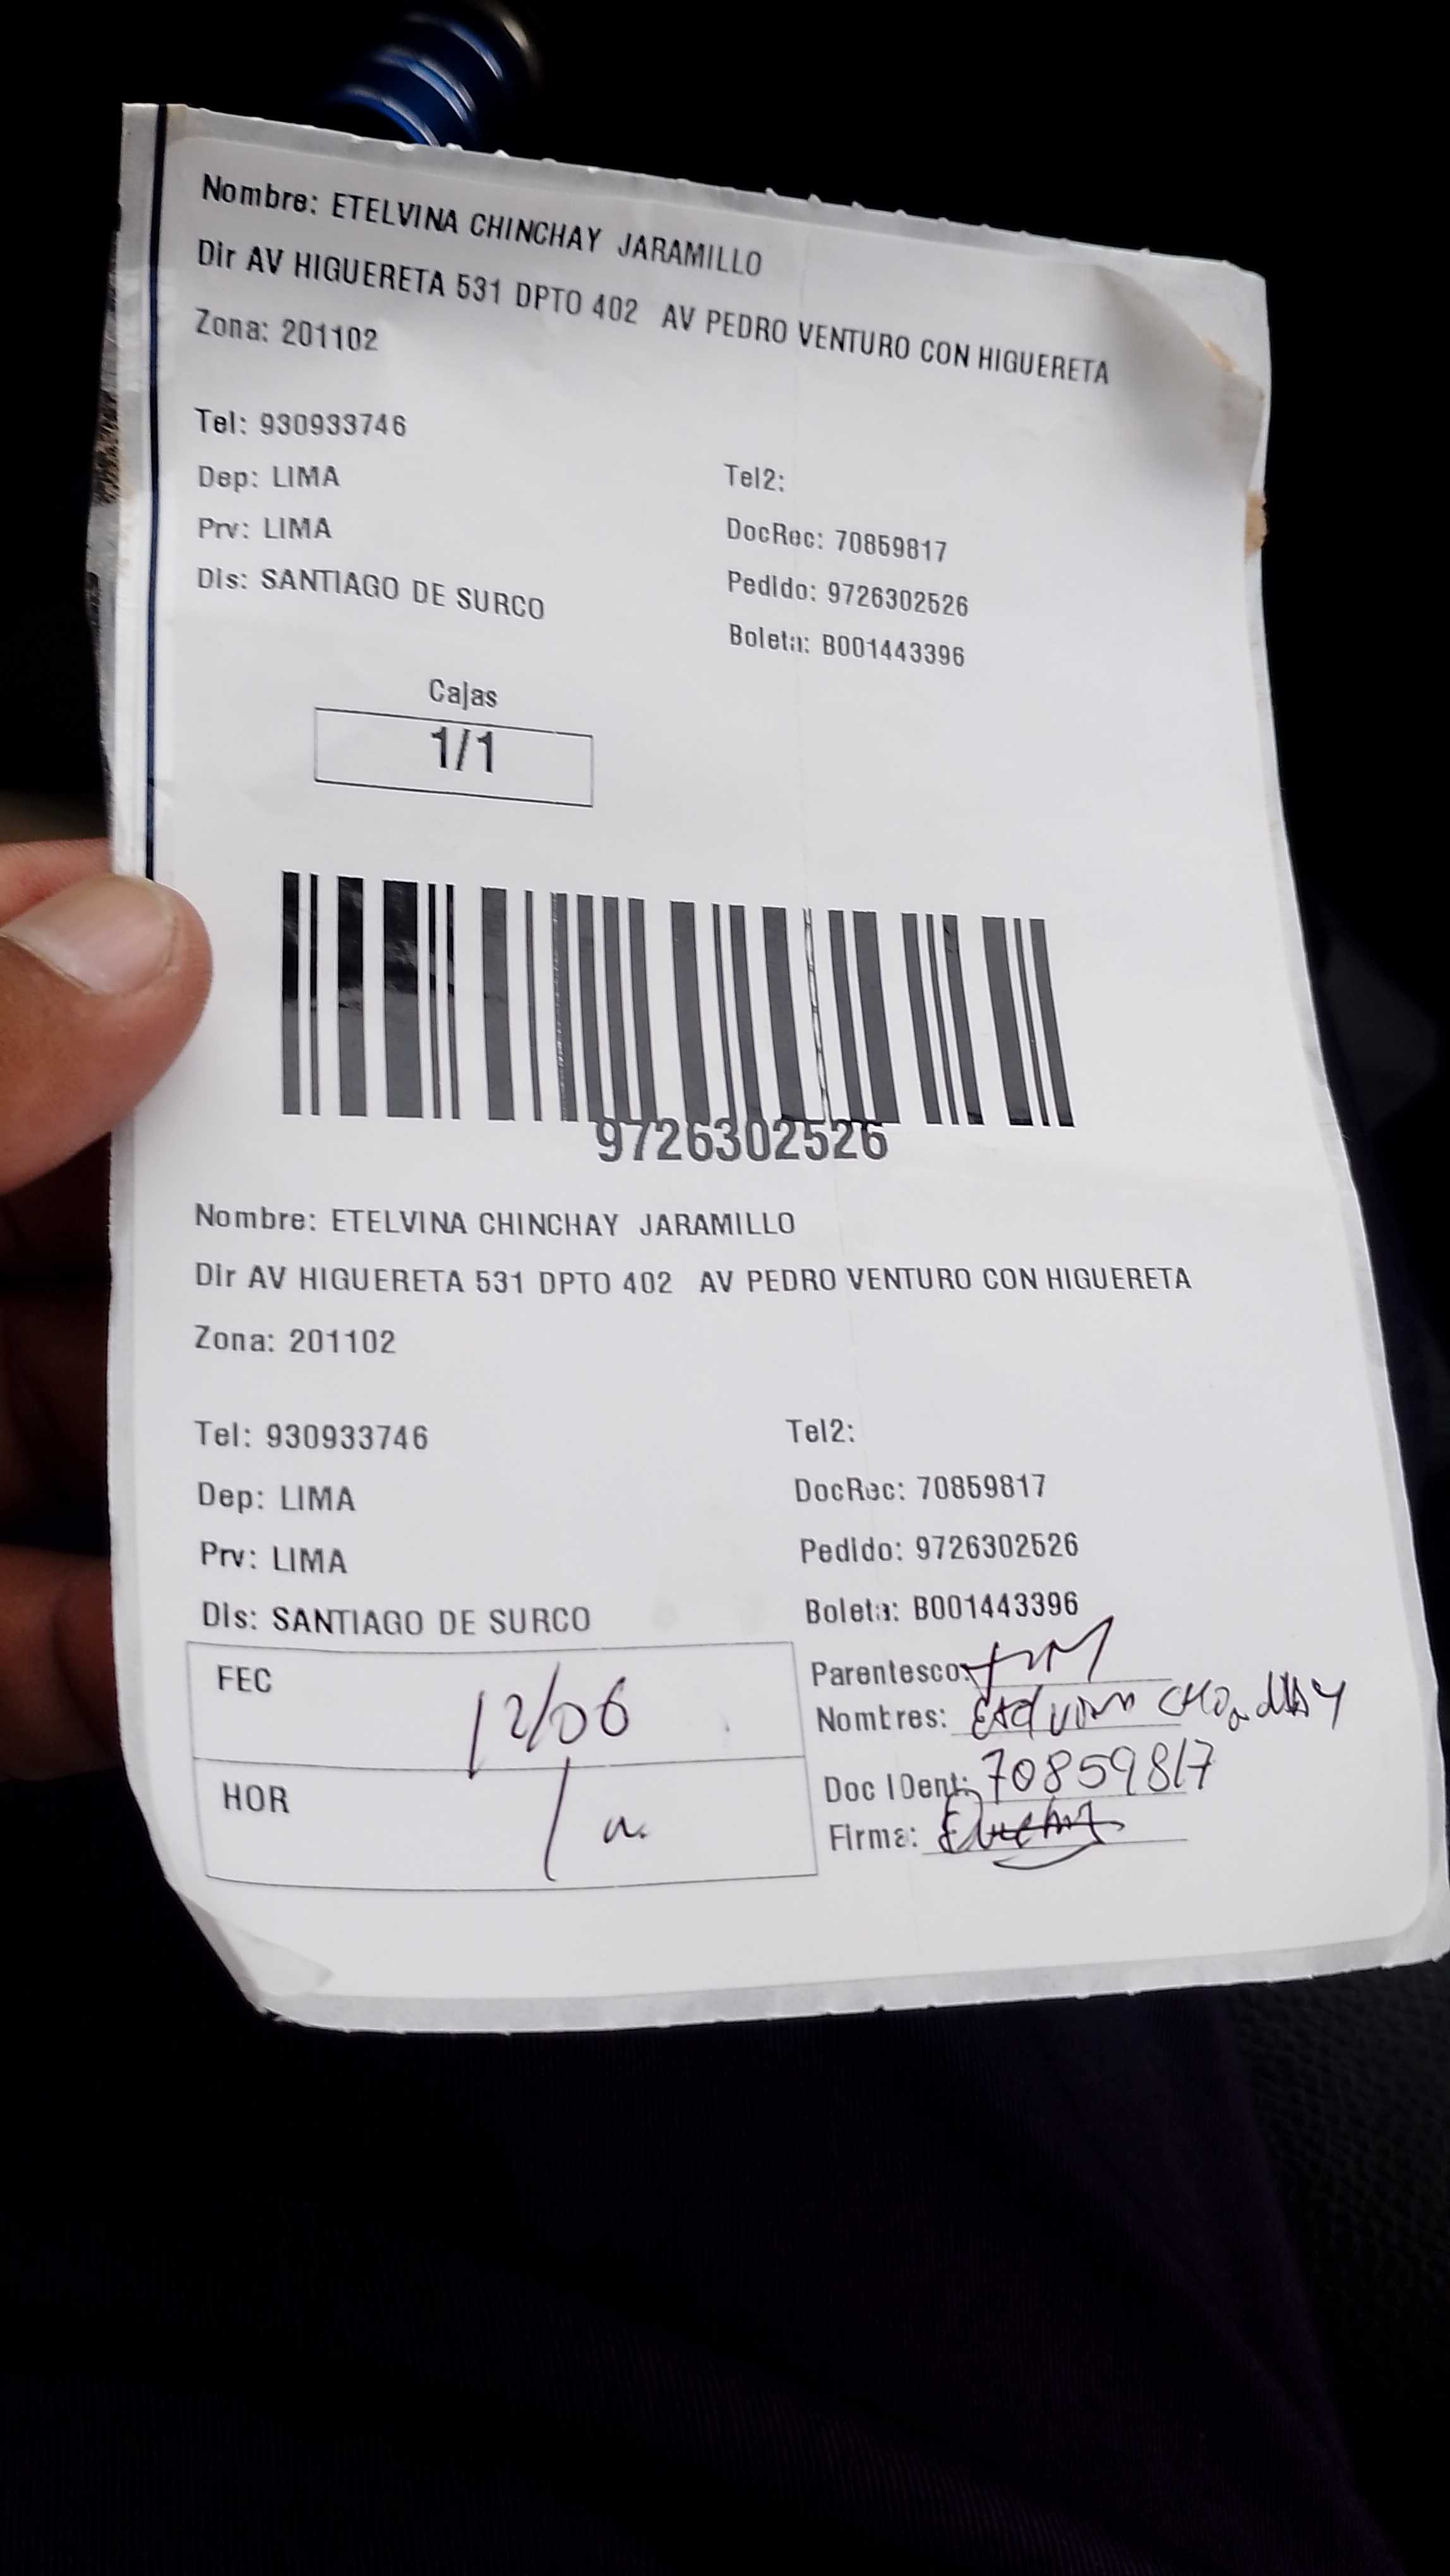 Nombre: ETELVINA CHINCHAY JARAMILLO
Dir AV HIGUERETA 531 DPTO 402 AV PEDRO VENTURO CON HIGUERETA
Zona: 201102
Tel: 930933746
Tel2:
Dep: LIMA
DocRec: 70859817
Prv: LIMA
Pedido: 9726302526
Dis: SANTIAGO DE SURCO
Boleta: B001443396
Cajas
1/1
9726302526
Nombre: ETELVINA CHINCHAY JARAMILLO
Dir AV HIGUERETA 531 DPTO 402 AV PEDRO VENTURO CON HIGUERETA
Zona: 201102
Tel: 930933746
Tel2:
Dep: LIMA
DocRec: 70859817
Prv: LIMA
Pedido: 9726302526
Dis: SANTIAGO DE SURCO
Boleta: B001443396
FEC 12/06
Parentesco:
Nombres:
HOR
Doc IDent: 70859817
Firma: